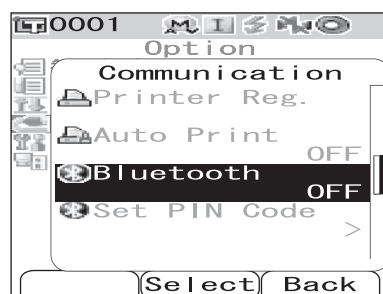 0001
Option
Communication
Printer Reg.
Auto Print
OFF
Bluetooth
OFF
Set PIN Code
>
Select Back